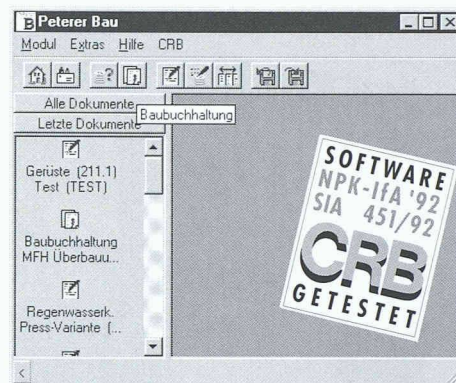 Peterer Bau
Modul Extras Hilfe CRB
Alle Dokumente
Baubuchhaltung
Letzte Dokumente
Gerüste (211.1)
Test (TEST)
Baubuchhaltung
MFH Überbauu...
Regenwasserk.
Press-Variante (...
SOFTWARE
NPK-IfA '92
SIA 451/92
CRB
GETESTET